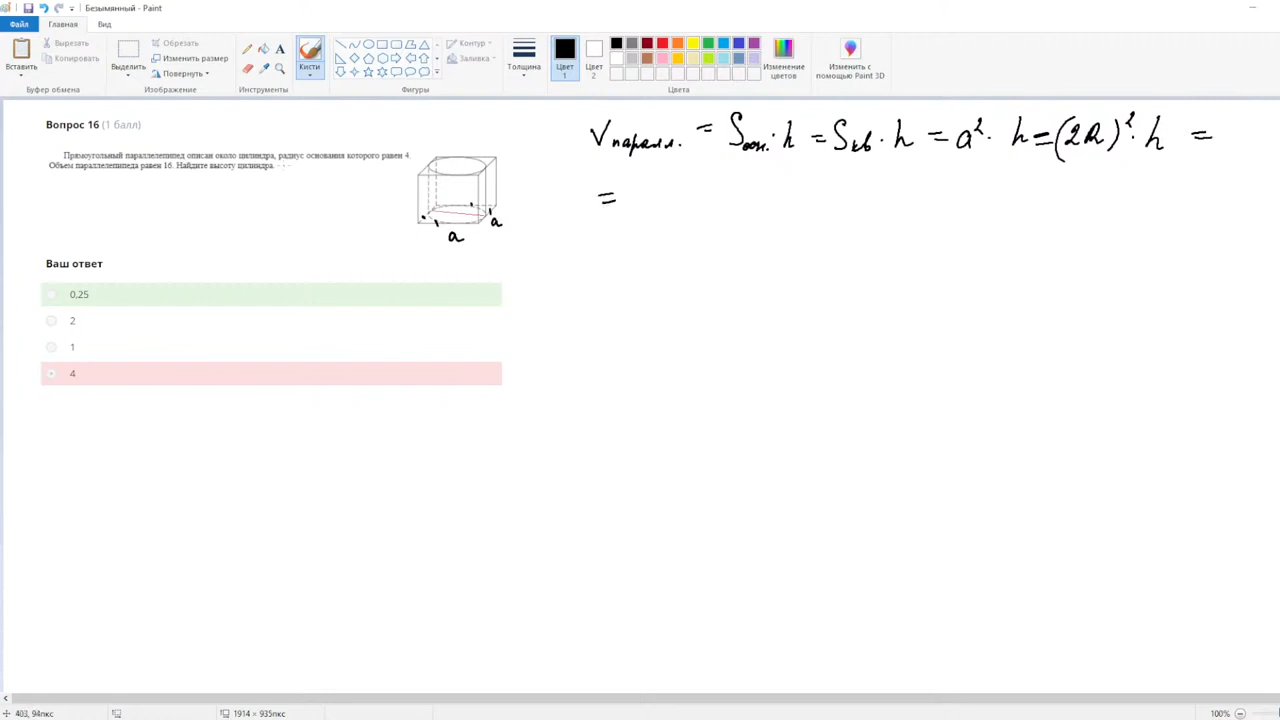 Безымянный - Paint
Файл Главная Вид
Вставить
Вырезать
Копировать
Буфер обмена
Выделить
Обрезать
Изменить размер
Повернуть
Изображение
A
Инструменты
Кисти
Контур
Заливка
Фигуры
Толщина
Цвет 1
Цвет 2
Изменение цветов
Цвета
Изменить с помощью Paint 3D
Вопрос 16 (1 балл)
Прямоугольный параллелепипед описан около цилиндра, радиус основания которого равен 4.
Объем параллелепипеда равен 16. Найдите высоту цилиндра.
a
a
Vпаралл. = Sосн. · h = Sкв · h = a² · h = (2R)² · h =
=
Ваш ответ
0,25
2
1
4
403, 94пкс
1914 × 935пкс
100%